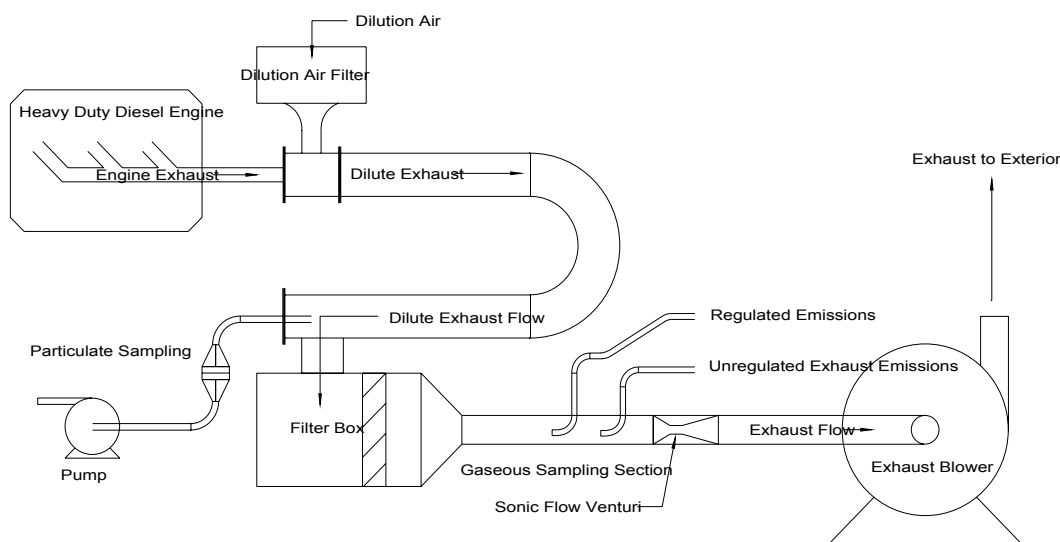 Dilution Air
Dilution Air Filter
Heavy Duty Diesel Engine
Engine Exhaust
Dilute Exhaust
Exhaust to Exterior
Dilute Exhaust Flow
Regulated Emissions
Particulate Sampling
Unregulated Exhaust Emissions
Filter Box
Exhaust Flow
Pump
Gaseous Sampling Section
Exhaust Blower
Sonic Flow Venturi